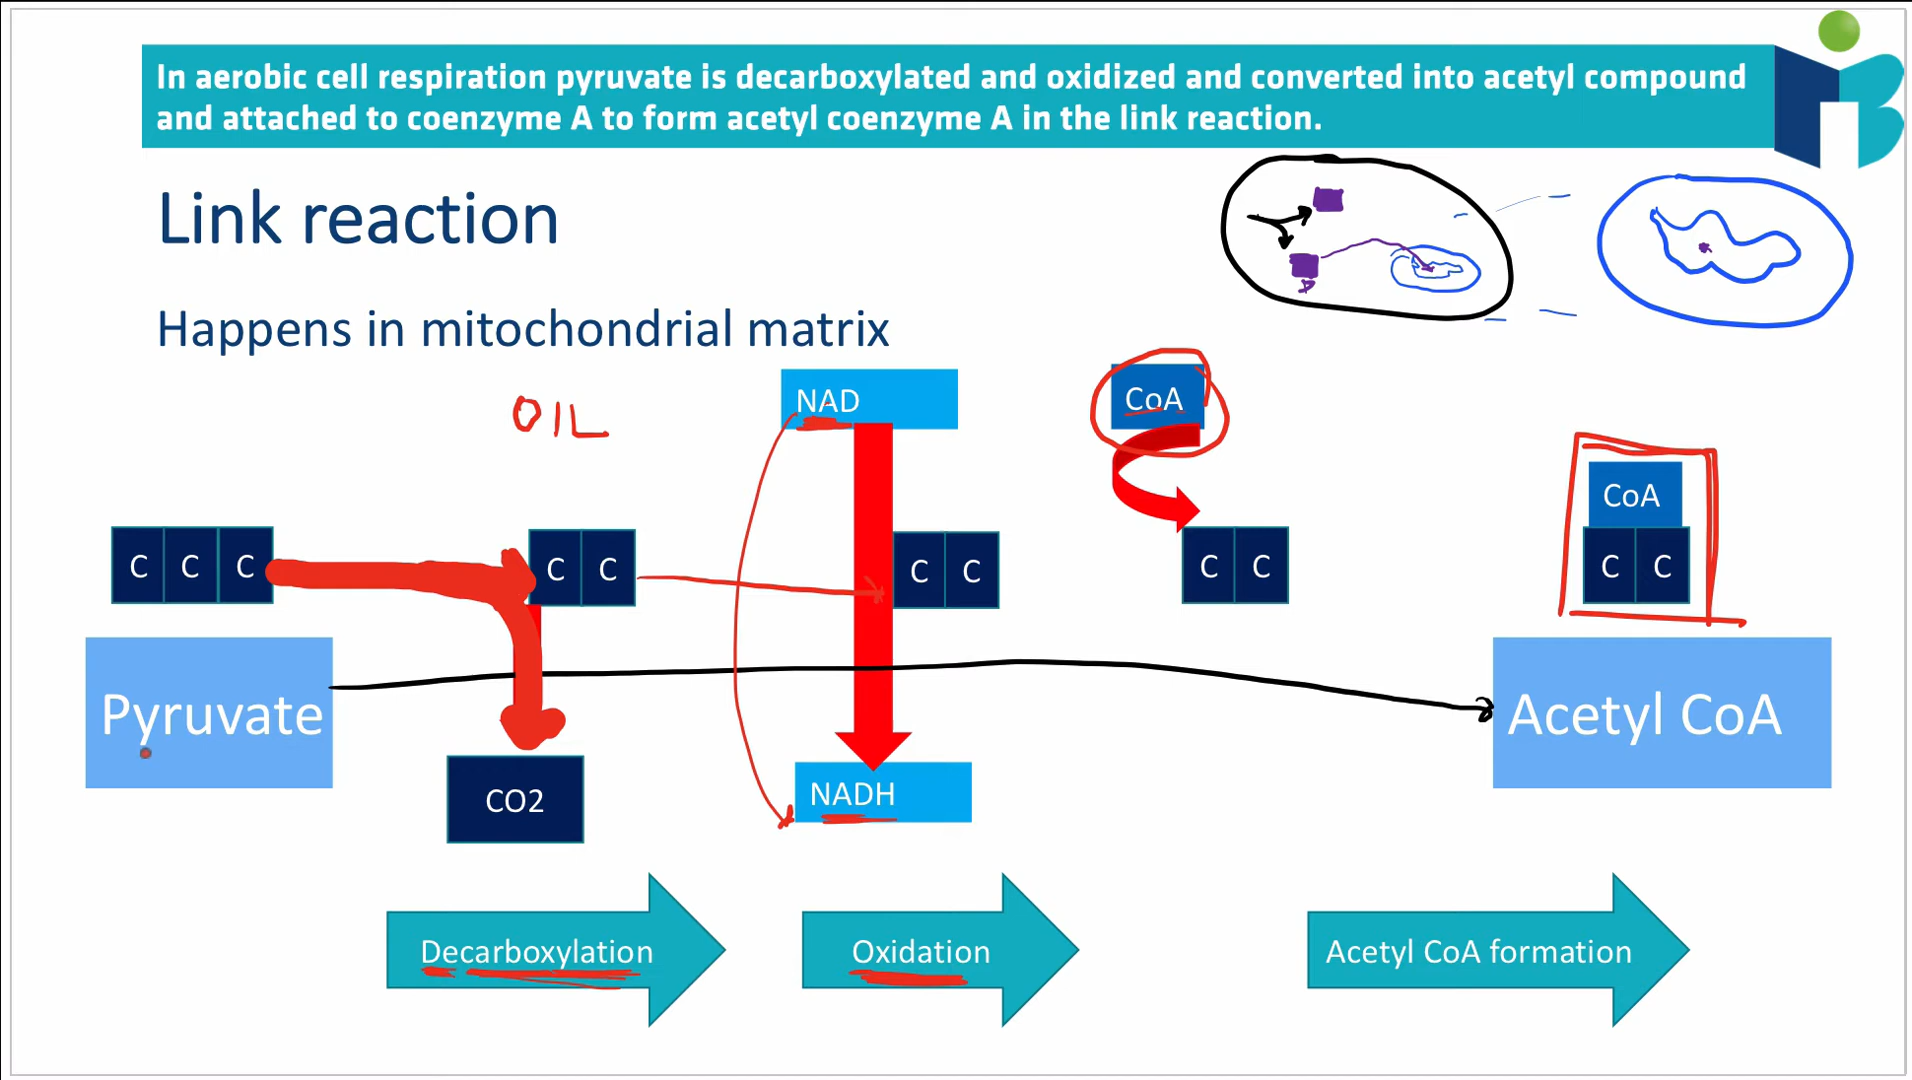 In aerobic cell respiration pyruvate is decarboxylated and oxidized and converted into acetyl compound
and attached to coenzyme A to form acetyl coenzyme A in the link reaction.
Link reaction
Happens in mitochondrial matrix
OIL
NAD
CoA
CoA
C C C
C C
C C
C C
C C
Pyruvate
Acetyl CoA
CO2
NADH
Decarboxylation
Oxidation
Acetyl CoA formation